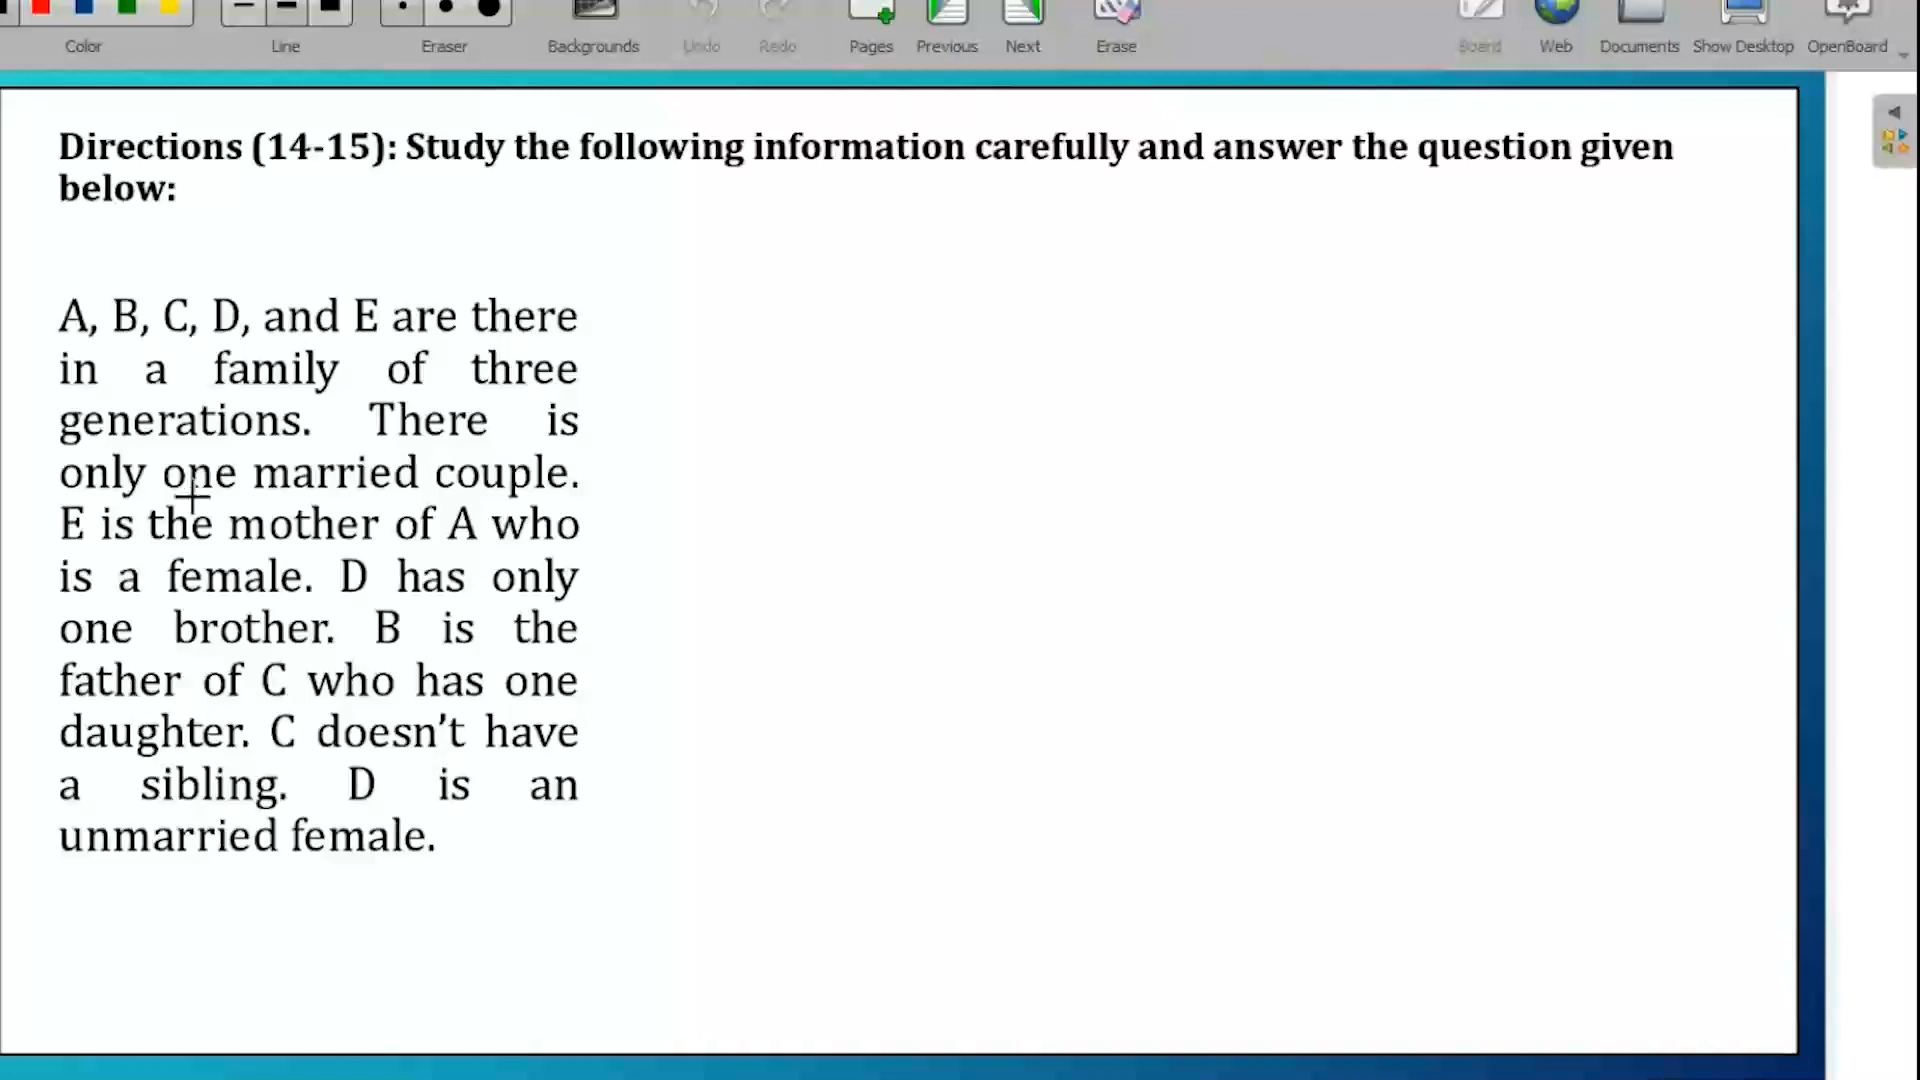 Color Line Eraser Backgrounds Undo Redo Pages Previous Next Erase Board Web Documents Show Desktop OpenBoard
Directions (14-15): Study the following information carefully and answer the question given
below:
A, B, C, D, and E are there
in a family of three
generations. There is
only one married couple.
E is the mother of A who
is a female. D has only
one brother. B is the
father of C who has one
daughter. C doesn’t have
a sibling. D is an
unmarried female.